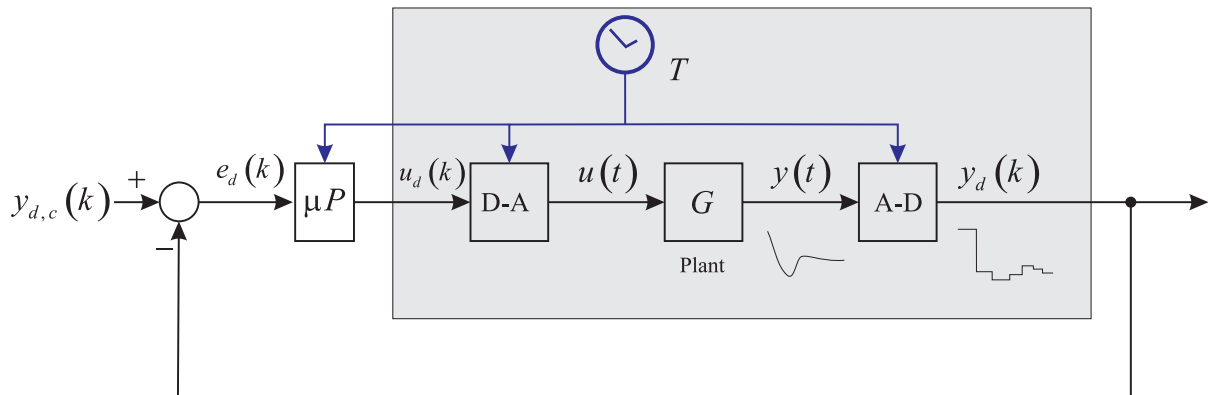 T
y_{d,c}(k)
+
−
e_d(k)
μP
u_d(k)
D-A
u(t)
G
Plant
y(t)
A-D
y_d(k)